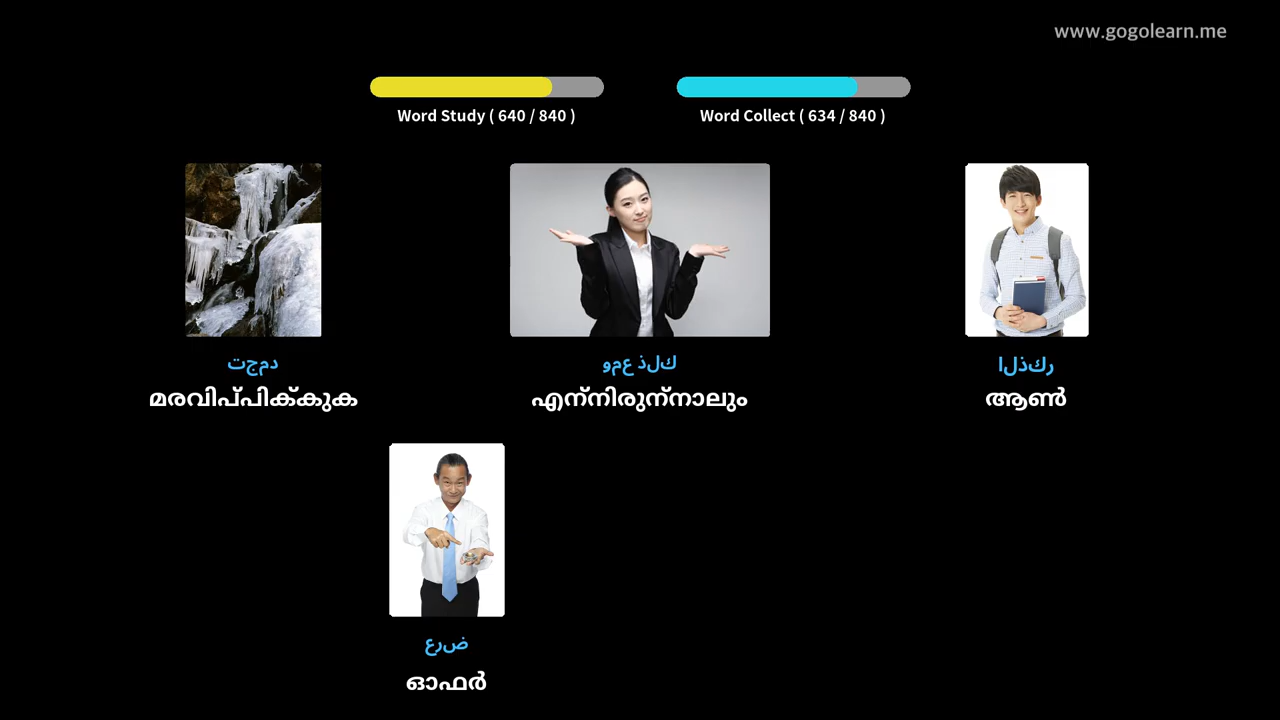 www.gogolearn.me
Word Study ( 640 / 840 )
Word Collect ( 634 / 840 )
تجمد
ومع ذلك
الذكر
മരവിപ്പിക്കുക
എന്നിരുന്നാലും
ആൺ
عرض
ഓഫർ